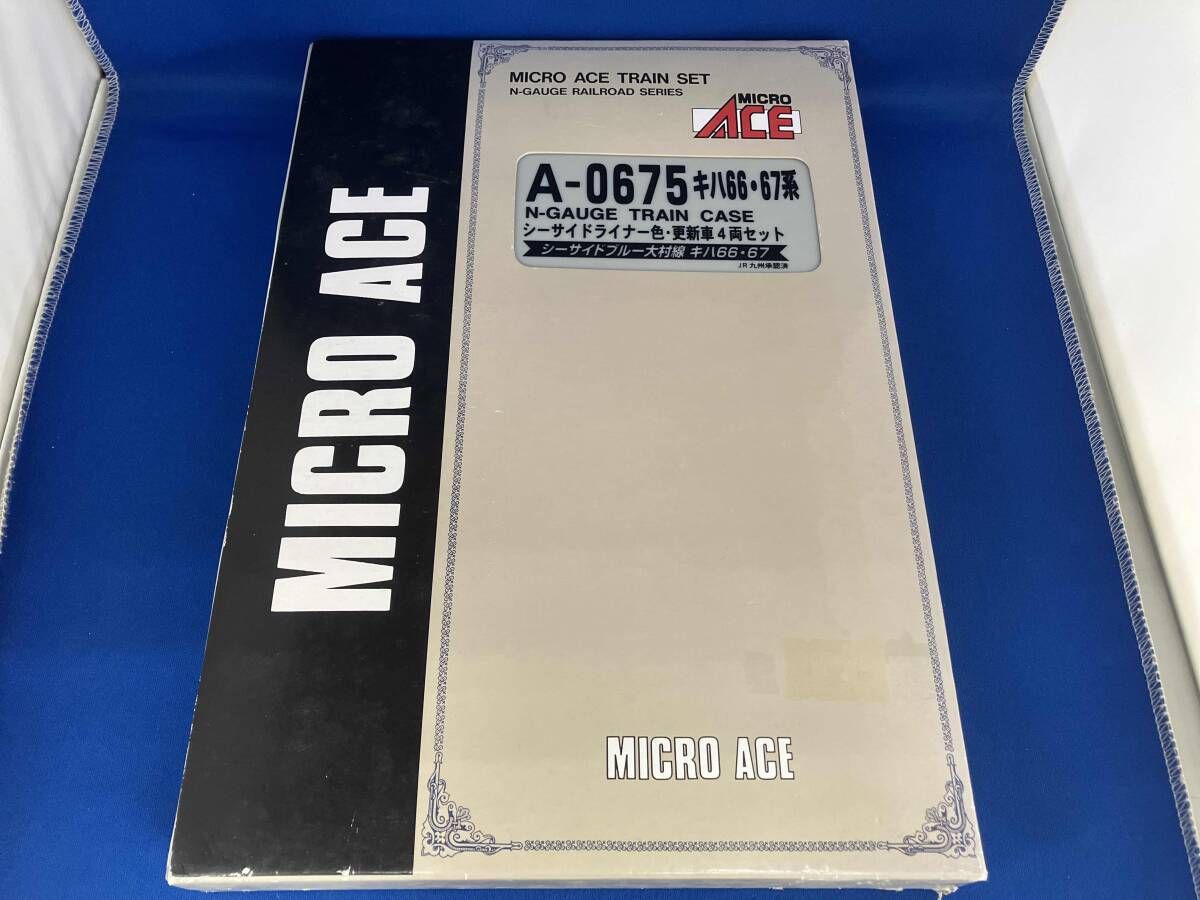 MICRO ACE
MICRO ACE TRAIN SET
N-GAUGE RAILROAD SERIES
MICRO
ACE
A-0675 キハ66・67系
N-GAUGE TRAIN CASE
シーサイドライナー色・更新車4両セット
シーサイドブルー大村線 キハ66・67
JR九州承認済
MICRO ACE